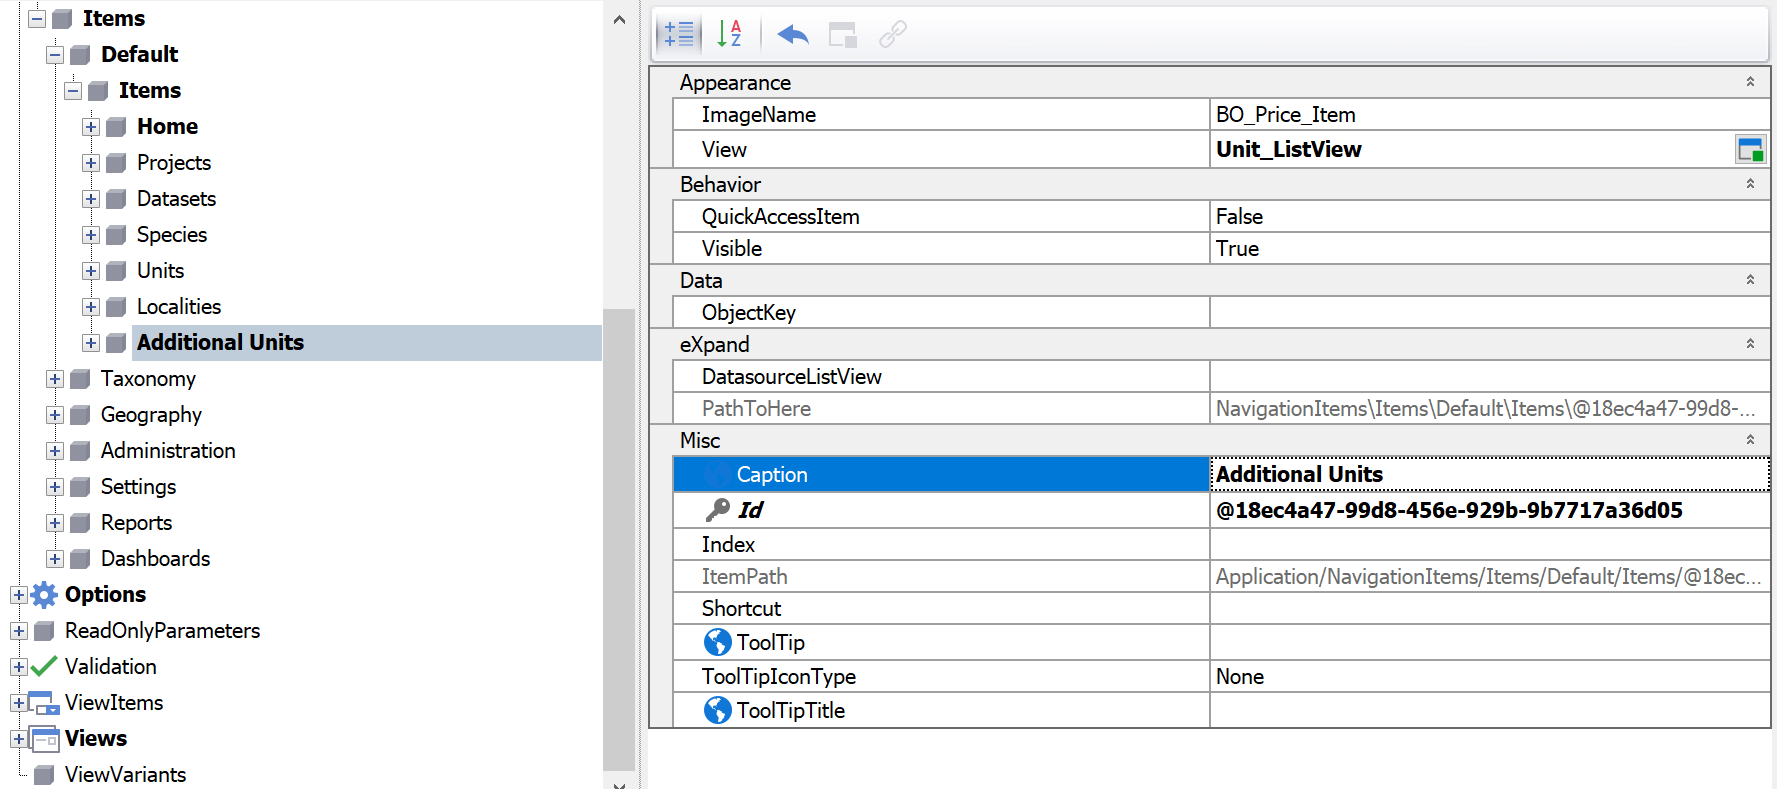 Items
Default
Items
Home
Projects
Datasets
Species
Units
Localities
Additional Units
Taxonomy
Geography
Administration
Settings
Reports
Dashboards
Options
ReadOnlyParameters
Validation
ViewItems
Views
ViewVariants
A
Z
Appearance
ImageName BO_Price_Item
View Unit_ListView
Behavior
QuickAccessItem False
Visible True
Data
ObjectKey
eXpand
DatasourceListView
PathToHere NavigationItems\Items\Default\Items\@18ec4a47-99d8-...
Misc
Caption Additional Units
Id @18ec4a47-99d8-456e-929b-9b7717a36d05
Index
ItemPath Application/NavigationItems/Items/Default/Items/@18ec...
Shortcut
ToolTip
ToolTipIconType None
ToolTipTitle